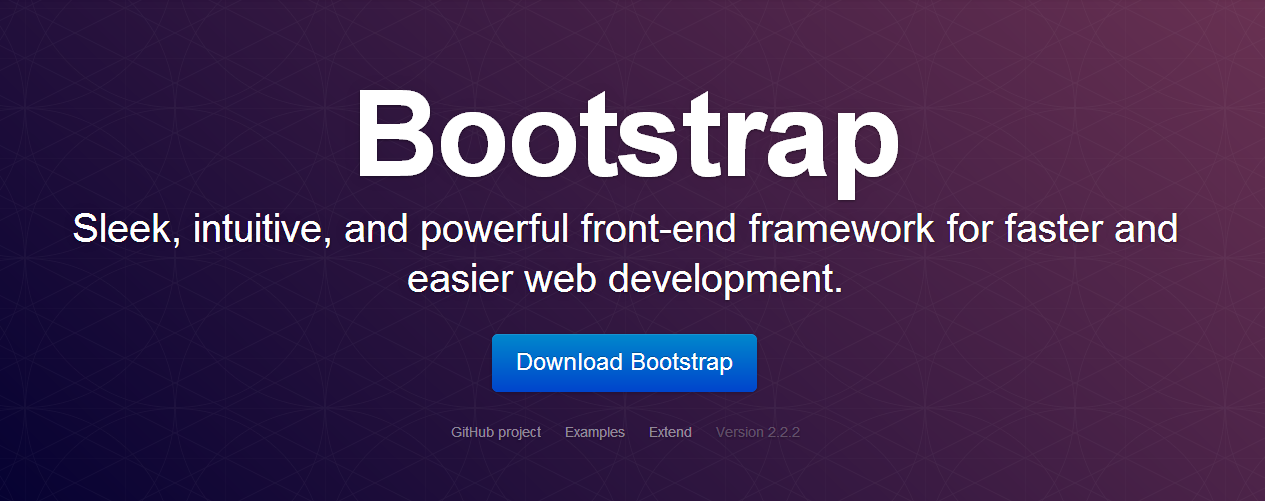 Bootstrap
Sleek, intuitive, and powerful front-end framework for faster and
easier web development.
Download Bootstrap
GitHub project Examples Extend Version 2.2.2